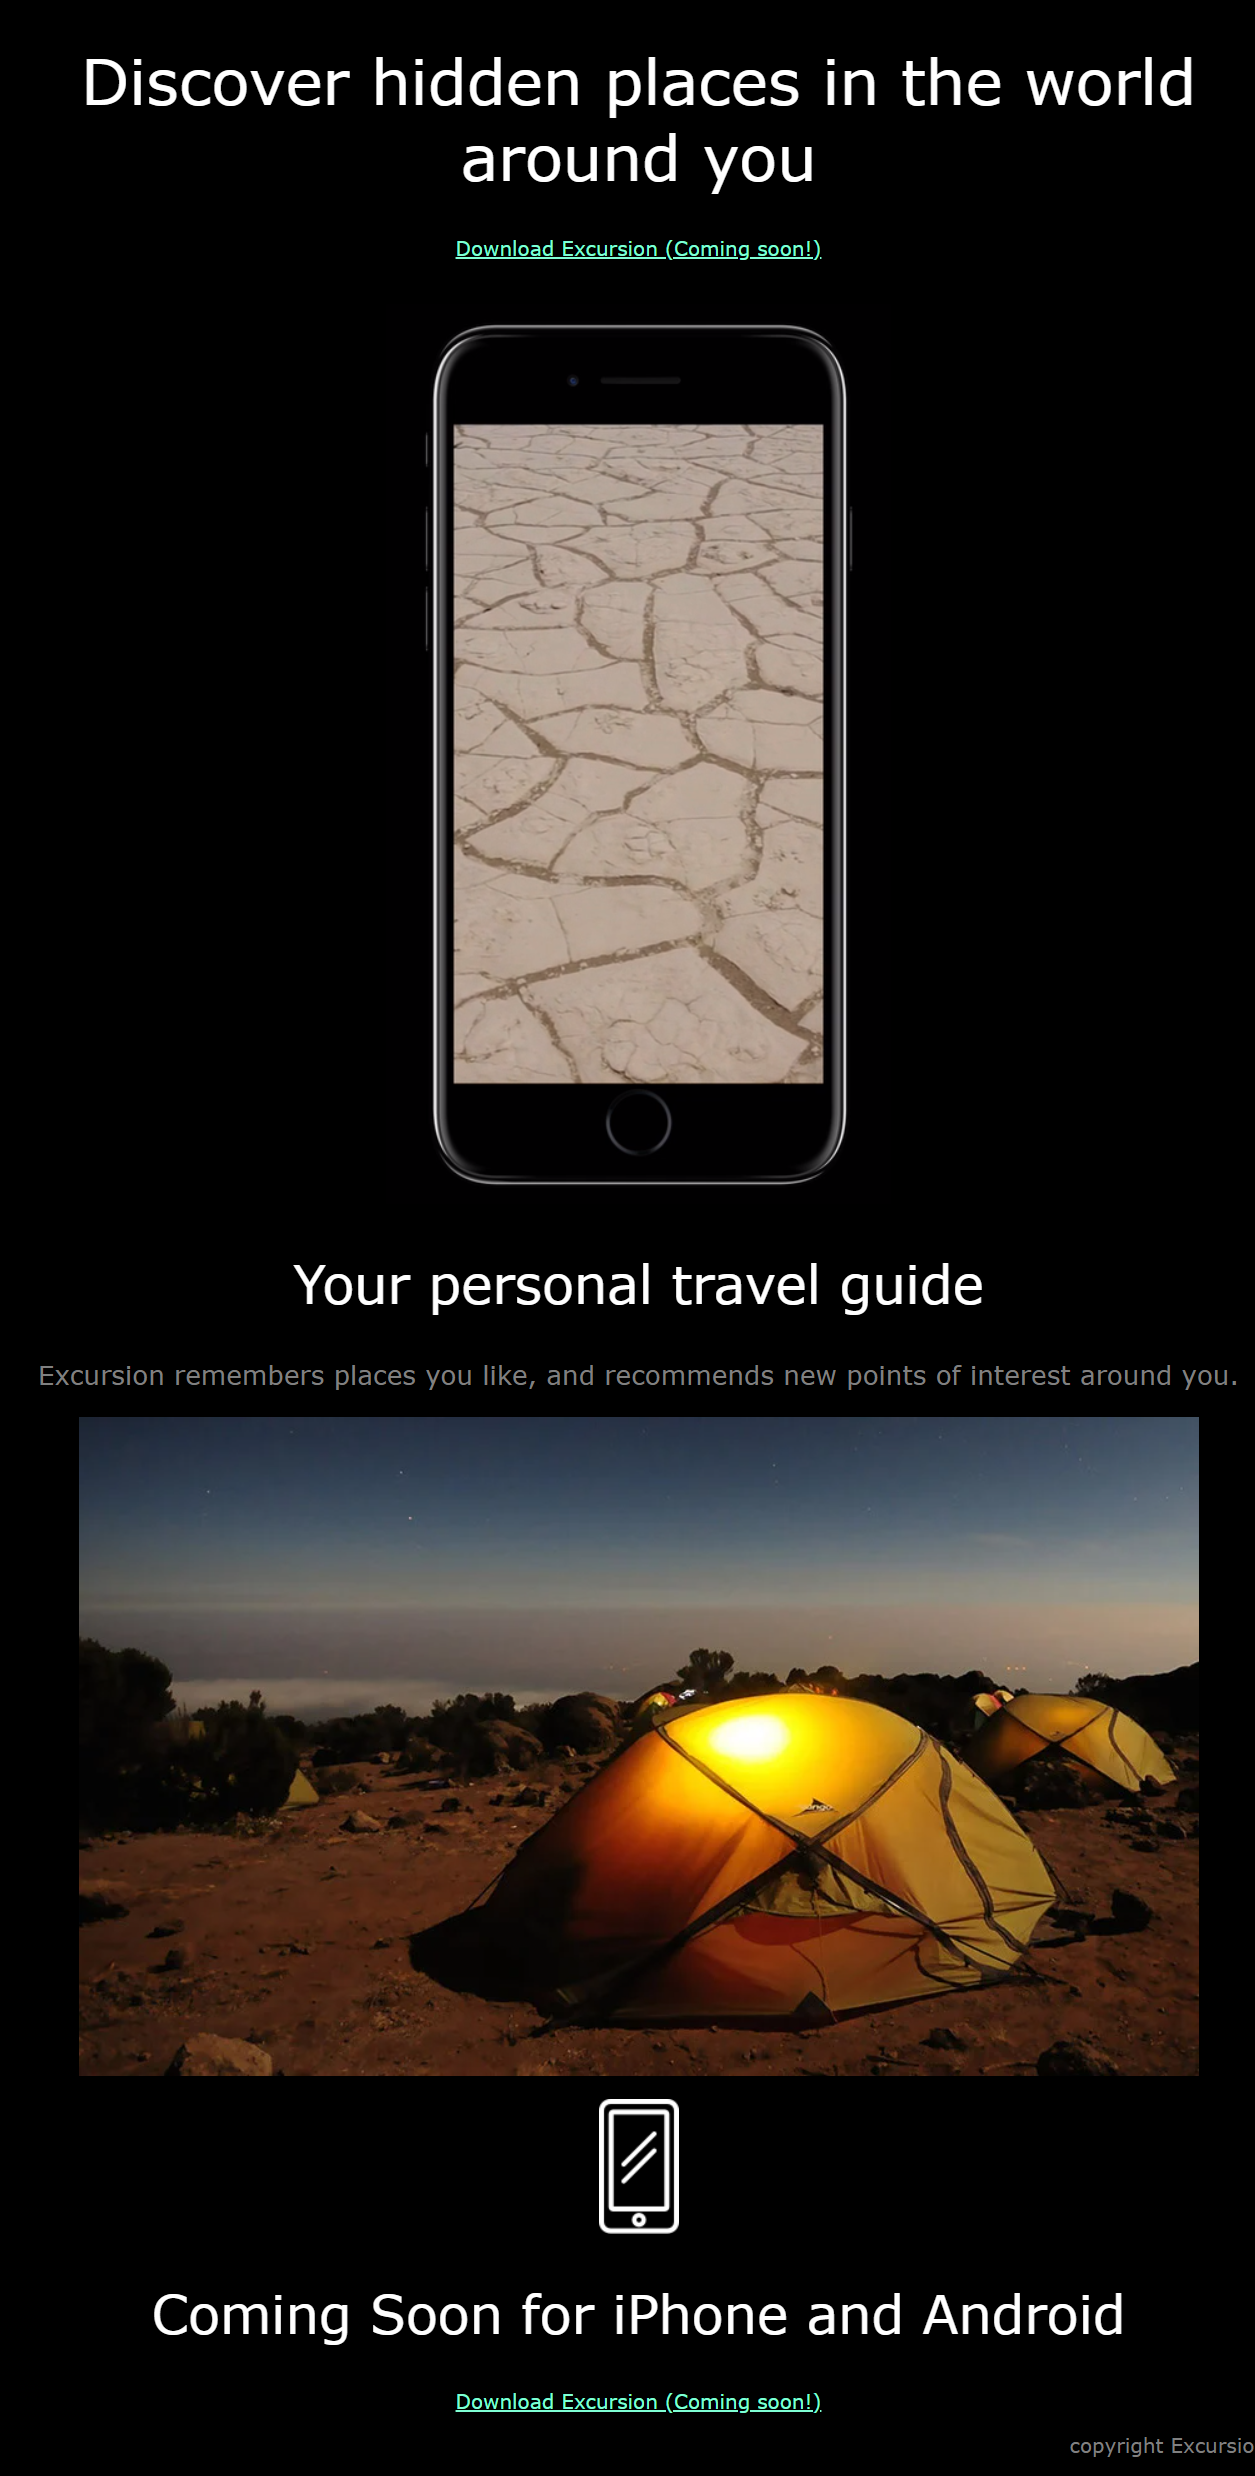 Discover hidden places in the world
around you
Download Excursion (Coming soon!)
Your personal travel guide
Excursion remembers places you like, and recommends new points of interest around you.
Coming Soon for iPhone and Android
Download Excursion (Coming soon!)
copyright Excursio